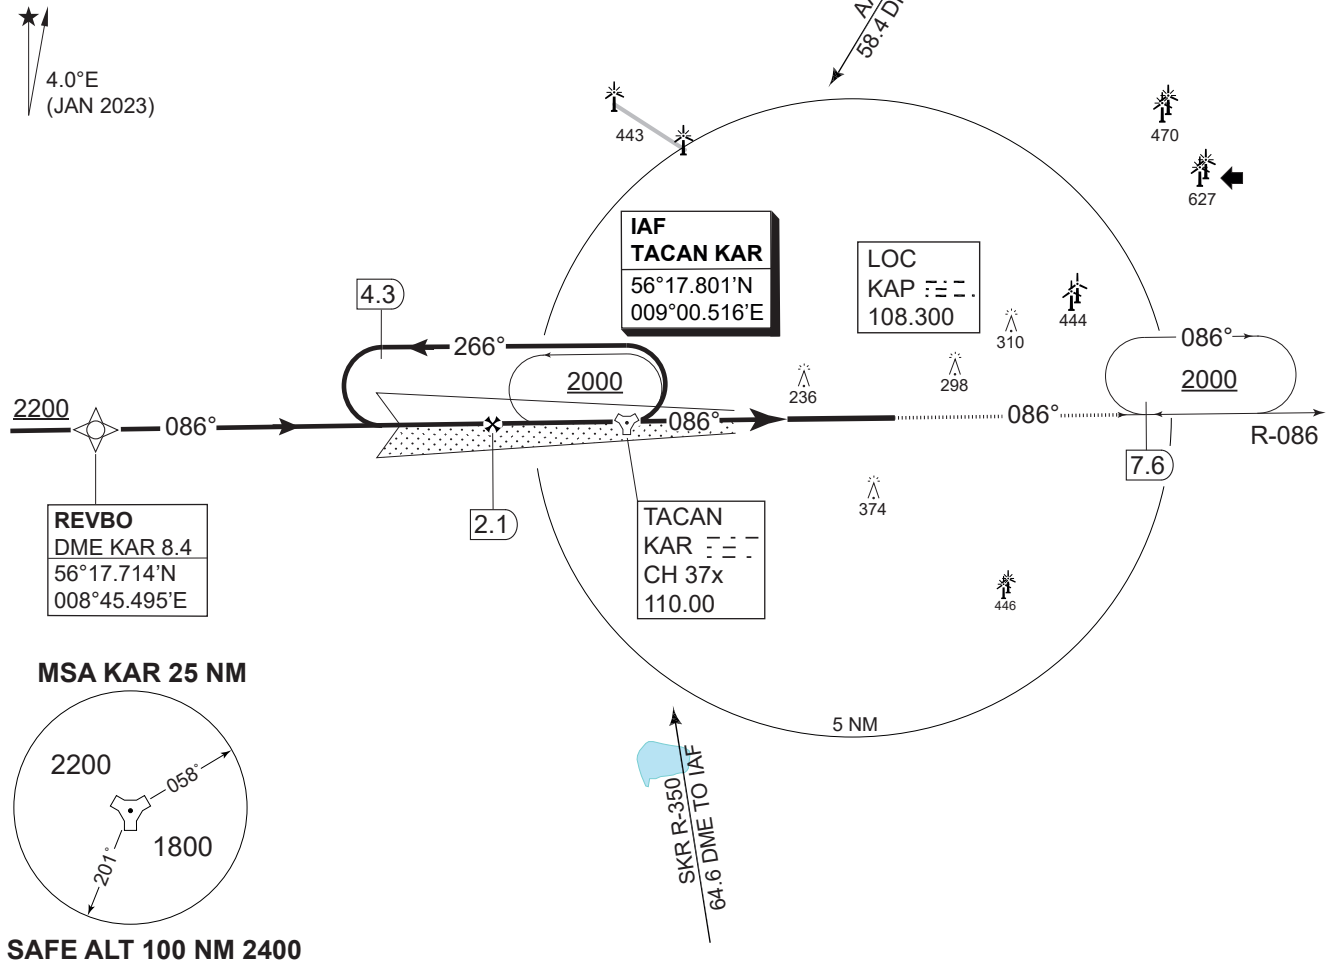 4.0°E
(JAN 2023)
58.4
443
470
627
IAF
TACAN KAR
56°17.801'N
009°00.516'E
LOC
KAP
108.300
4.3
310
444
266°
086°
2000
2000
236
298
2200
086°
086°
086°
R-086
7.6
374
REVBO
DME KAR 8.4
56°17.714'N
008°45.495'E
2.1
TACAN
KAR
CH 37x
110.00
446
MSA KAR 25 NM
5 NM
2200
058°
1800
201°
SKR R-350
64.6 DME TO IAF
SAFE ALT 100 NM 2400